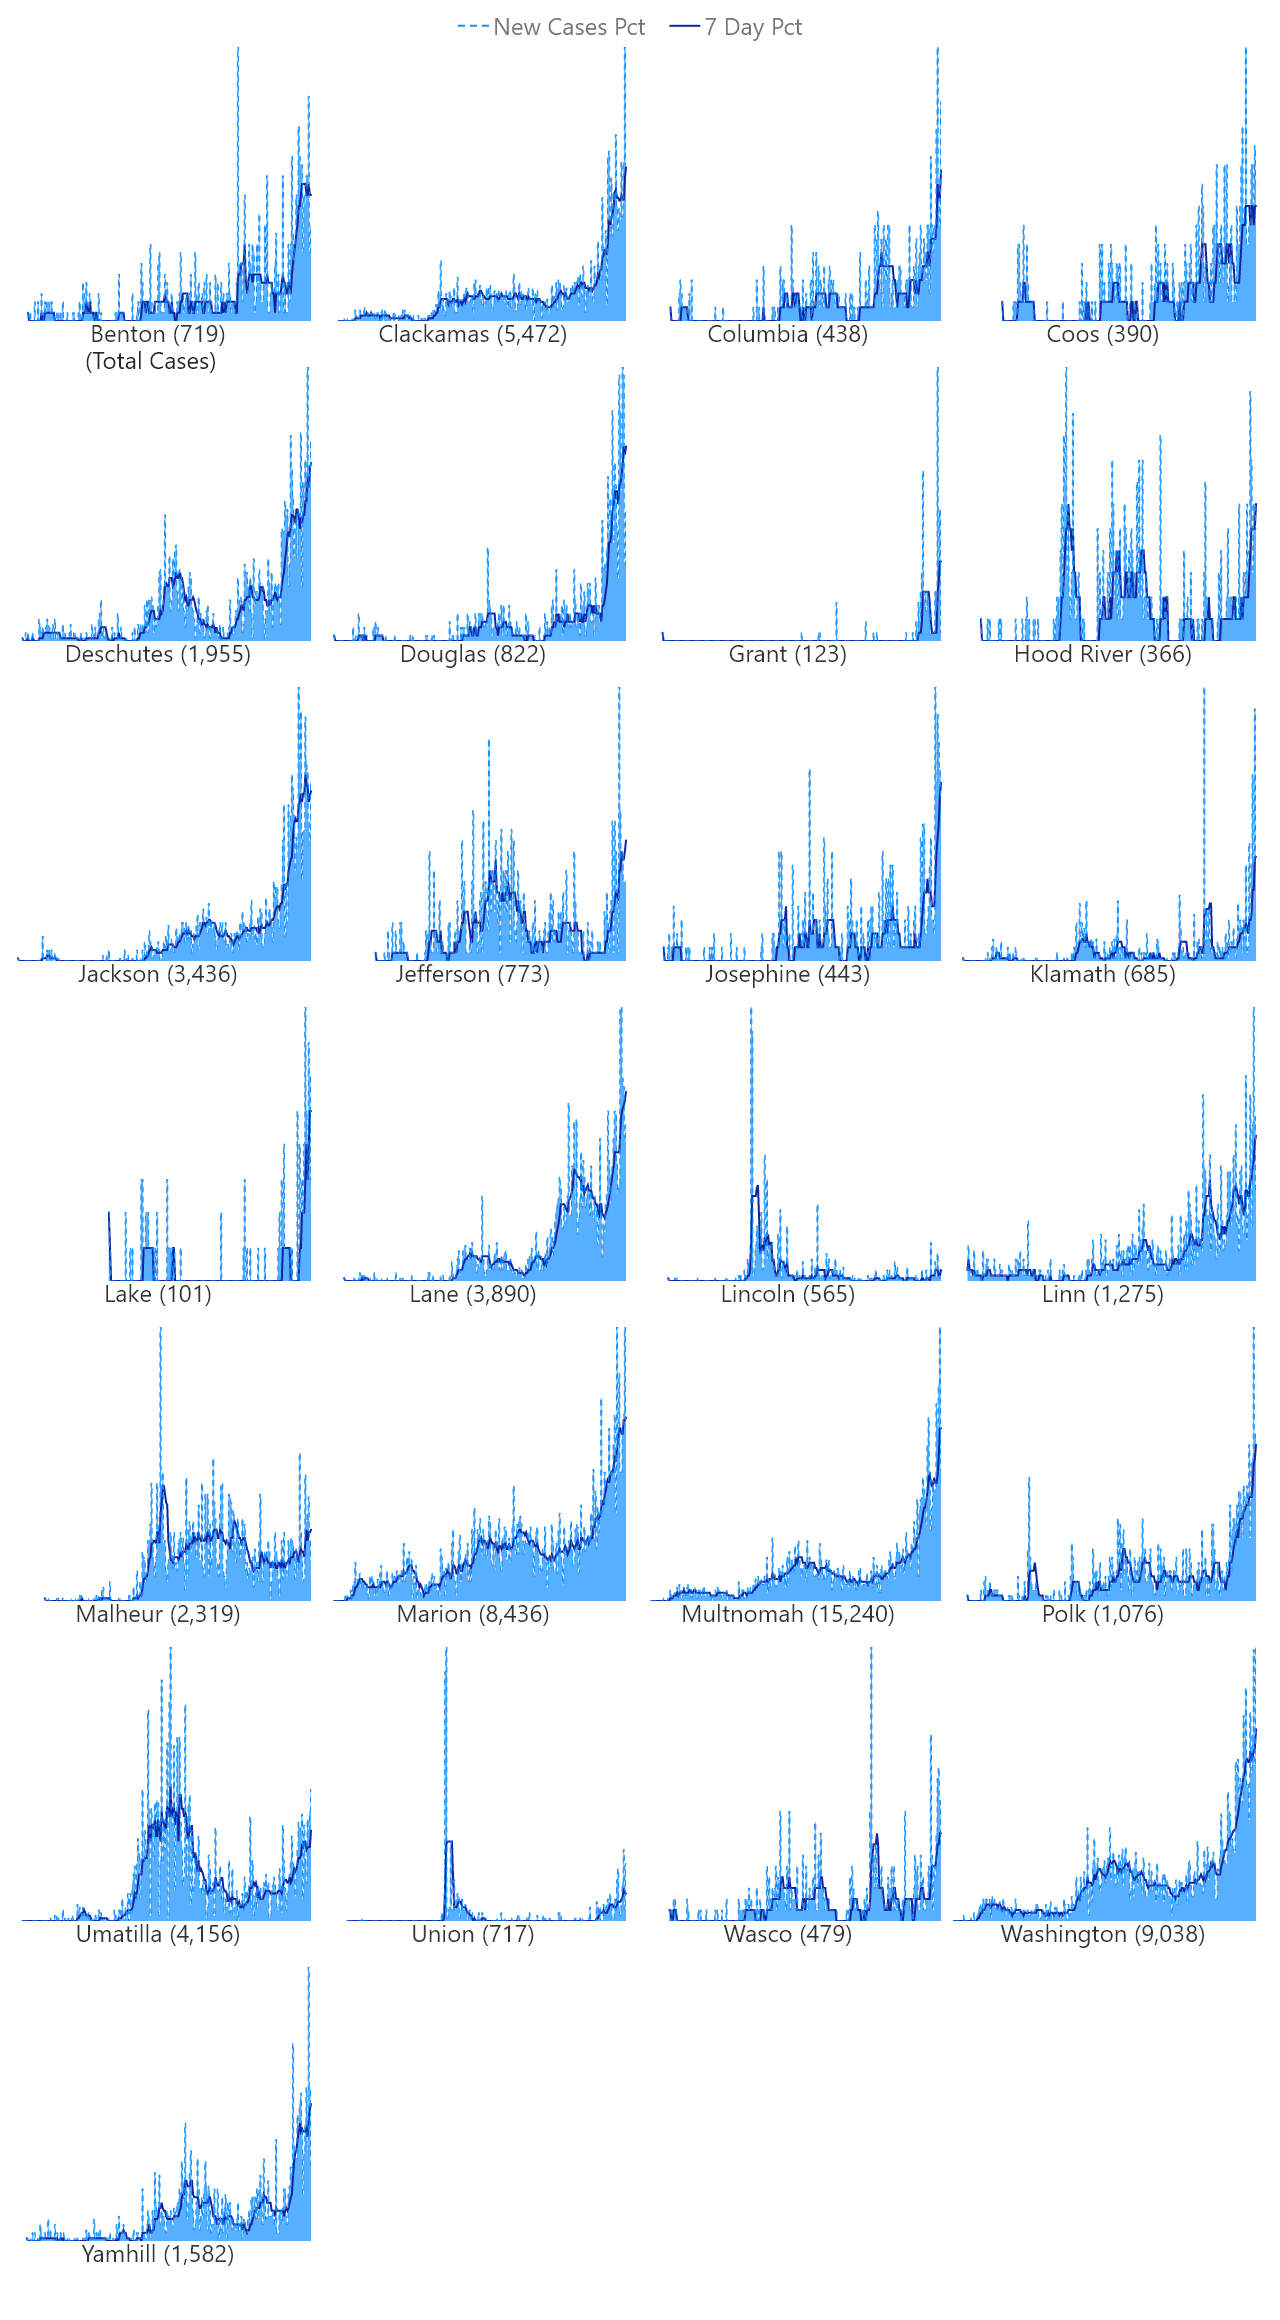 New Cases Pct 7 Day Pct
Benton (719) Clackamas (5,472) Columbia (438) Coos (390)
(Total Cases)
Deschutes (1,955) Douglas (822) Grant (123) Hood River (366)
Jackson (3,436) Jefferson (773) Josephine (443) Klamath (685)
Lake (101) Lane (3,890) Lincoln (565) Linn (1,275)
Malheur (2,319) Marion (8,436) Multnomah (15,240) Polk (1,076)
Umatilla (4,156) Union (717) Wasco (479) Washington (9,038)
Yamhill (1,582)